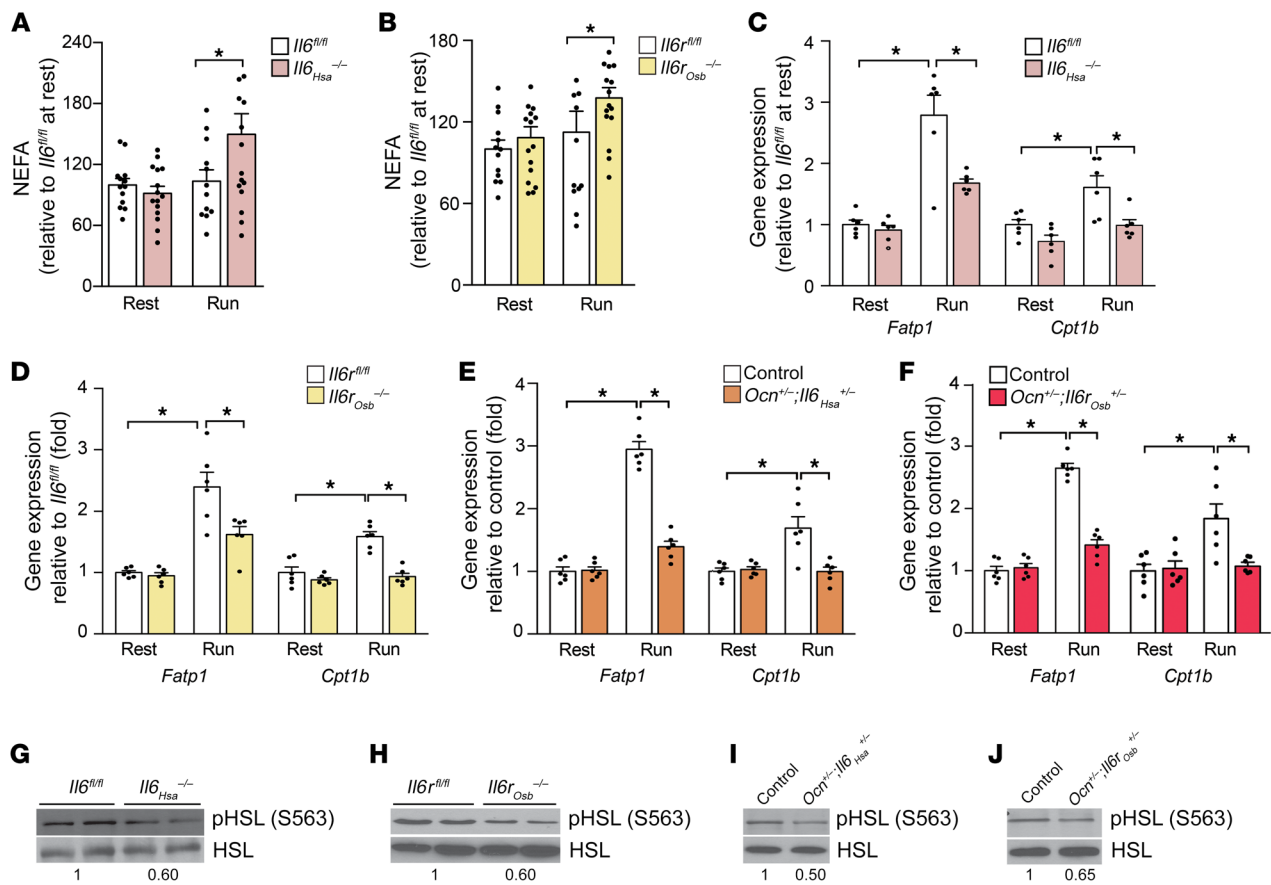 A
NEFA
(relative to Il6fl/fl at rest)
240
180
120
60
0
*
Il6fl/fl
Il6Hsa−/−
Rest
Run
B
NEFA
(relative to Il6fl/fl at rest)
180
120
60
0
*
Il6rfl/fl
Il6rOsb−/−
Rest
Run
C
Gene expression
(relative to Il6fl/fl at rest)
4
3
2
1
0
* * * *
Il6fl/fl
Il6Hsa−/−
Rest Run Rest Run
Fatp1 Cpt1b
D
Gene expression
relative to Il6fl/fl (fold)
4
3
2
1
0
* * * *
Il6rfl/fl
Il6rOsb−/−
Rest Run Rest Run
Fatp1 Cpt1b
E
Gene expression
relative to control (fold)
4
3
2
1
0
* * * *
Control
Ocn+/−;Il6Hsa+/−
Rest Run Rest Run
Fatp1 Cpt1b
F
Gene expression
relative to control (fold)
4
3
2
1
0
* * * *
Control
Ocn+/−;Il6rOsb+/−
Rest Run Rest Run
Fatp1 Cpt1b
G
Il6fl/fl Il6Hsa−/−
pHSL (S563)
HSL
1 0.60
H
Il6rfl/fl Il6rOsb−/−
pHSL (S563)
HSL
1 0.60
I
Control Ocn+/−;Il6Hsa+/−
pHSL (S563)
HSL
1 0.50
J
Control Ocn+/−;Il6rOsb+/−
pHSL (S563)
HSL
1 0.65